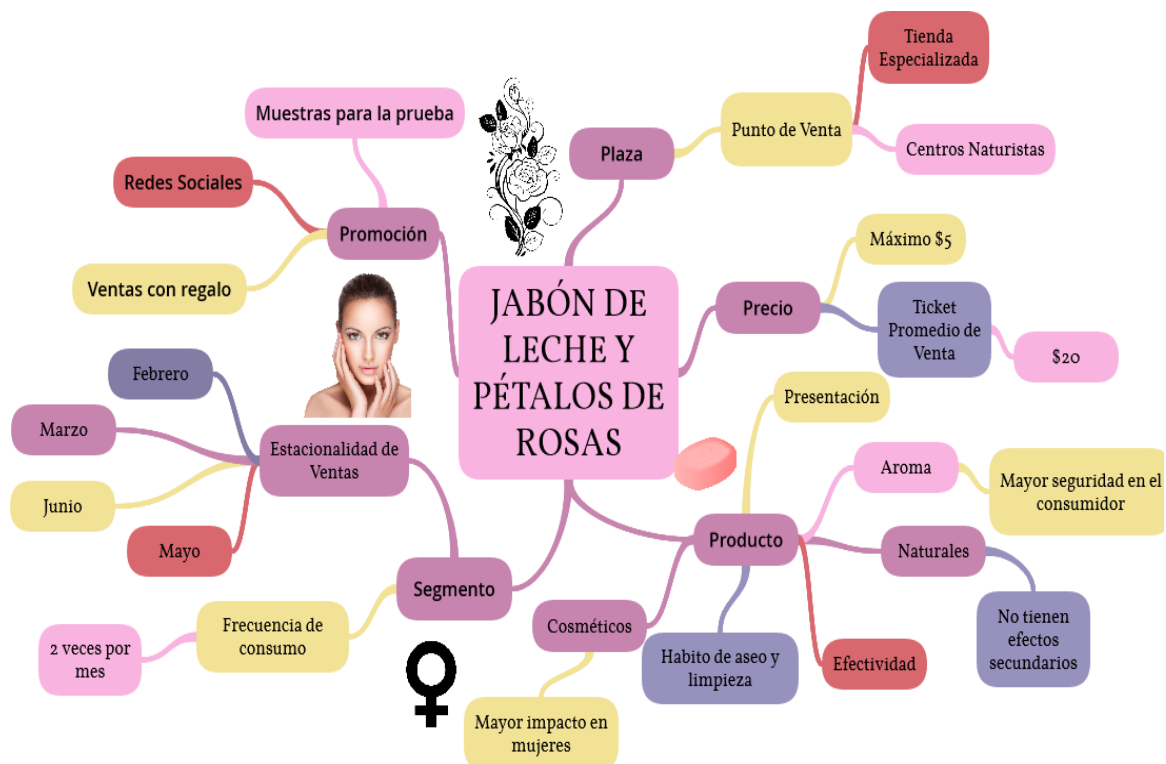 JABÓN DE
LECHE Y
PÉTALOS DE
ROSAS
Plaza
Punto de Venta
Tienda
Especializada
Centros Naturistas
Precio
Máximo $5
Ticket
Promedio de
Venta
$20
Producto
Presentación
Aroma
Mayor seguridad en el
consumidor
Naturales
No tienen
efectos
secundarios
Efectividad
Habito de aseo y
limpieza
Cosméticos
Mayor impacto en
mujeres
Segmento
Frecuencia de
consumo
2 veces por
mes
Estacionalidad de
Ventas
Febrero
Marzo
Junio
Mayo
Promoción
Muestras para la prueba
Redes Sociales
Ventas con regalo